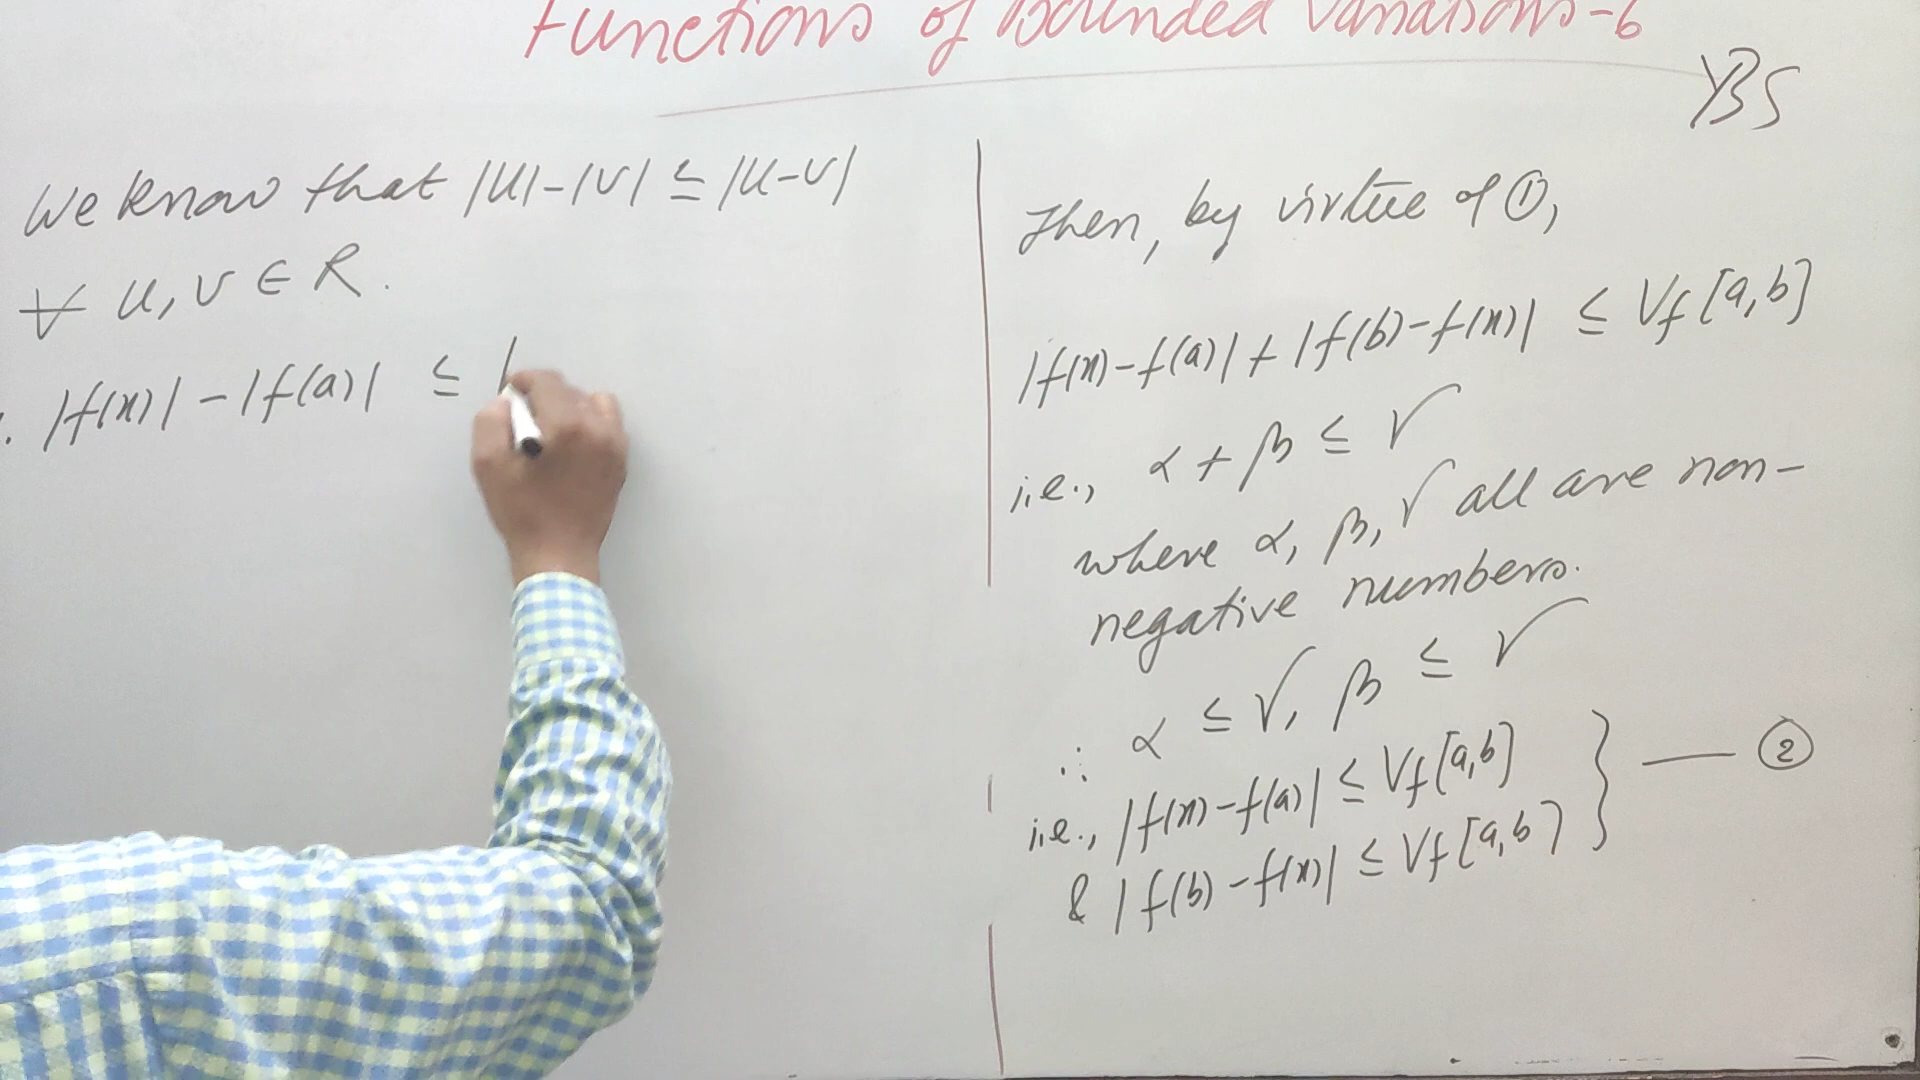 Functions of Bounded Variations-6
YBS
We know that |u|-|v| ≤ |u-v|
∀ u, v ∈ R.
∴ |f(x)| - |f(a)| ≤ |
Then, by virtue of ①,
|f(x)-f(a)| + |f(b)-f(x)| ≤ Vf[a,b]
i.e., α + β ≤ γ
where α, β, γ all are non-
negative numbers.
∴ α ≤ γ, β ≤ γ
i.e., |f(x)-f(a)| ≤ Vf[a,b]
& |f(b)-f(x)| ≤ Vf[a,b] } — ②